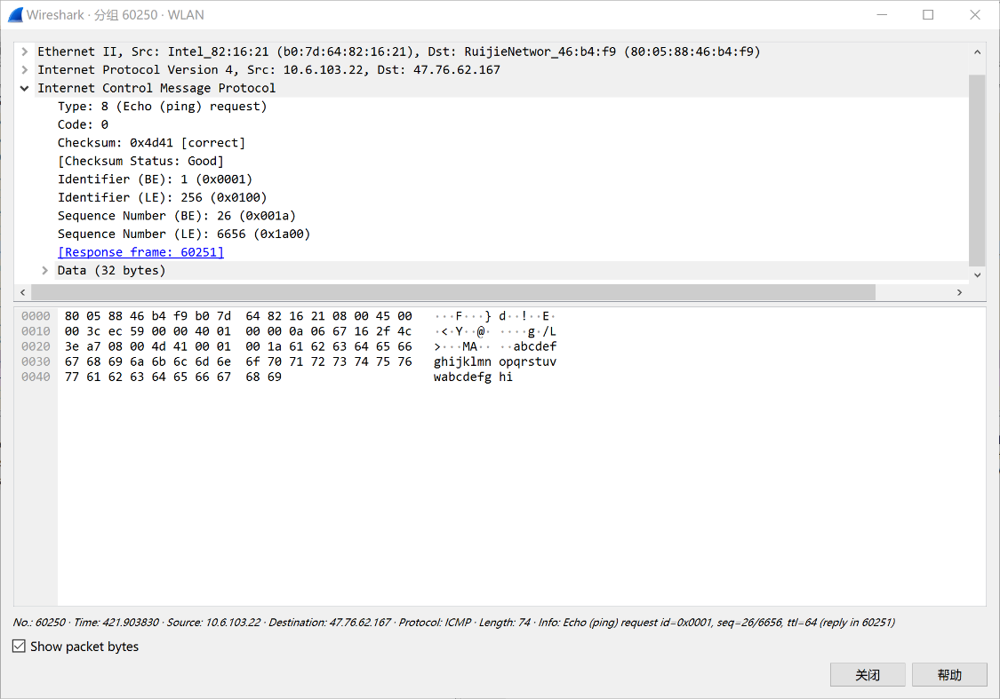 Wireshark · 分组 60250 · WLAN
Ethernet II, Src: Intel_82:16:21 (b0:7d:64:82:16:21), Dst: RuijieNetwor_46:b4:f9 (80:05:88:46:b4:f9)
Internet Protocol Version 4, Src: 10.6.103.22, Dst: 47.76.62.167
Internet Control Message Protocol
Type: 8 (Echo (ping) request)
Code: 0
Checksum: 0x4d41 [correct]
[Checksum Status: Good]
Identifier (BE): 1 (0x0001)
Identifier (LE): 256 (0x0100)
Sequence Number (BE): 26 (0x001a)
Sequence Number (LE): 6656 (0x1a00)
[Response frame: 60251]
Data (32 bytes)
0000 80 05 88 46 b4 f9 b0 7d 64 82 16 21 08 00 45 00 ···F···} d··!··E·
0010 00 3c ec 59 00 00 40 01 00 00 0a 06 67 16 2f 4c ·<·Y··@· ····g·/L
0020 3e a7 08 00 4d 41 00 01 00 1a 61 62 63 64 65 66 >···MA·· ··abcdef
0030 67 68 69 6a 6b 6c 6d 6e 6f 70 71 72 73 74 75 76 ghijklmn opqrstuv
0040 77 61 62 63 64 65 66 67 68 69 wabcdefg hi
No.: 60250 · Time: 421.903830 · Source: 10.6.103.22 · Destination: 47.76.62.167 · Protocol: ICMP · Length: 74 · Info: Echo (ping) request id=0x0001, seq=26/6656, ttl=64 (reply in 60251)
Show packet bytes
关闭 帮助